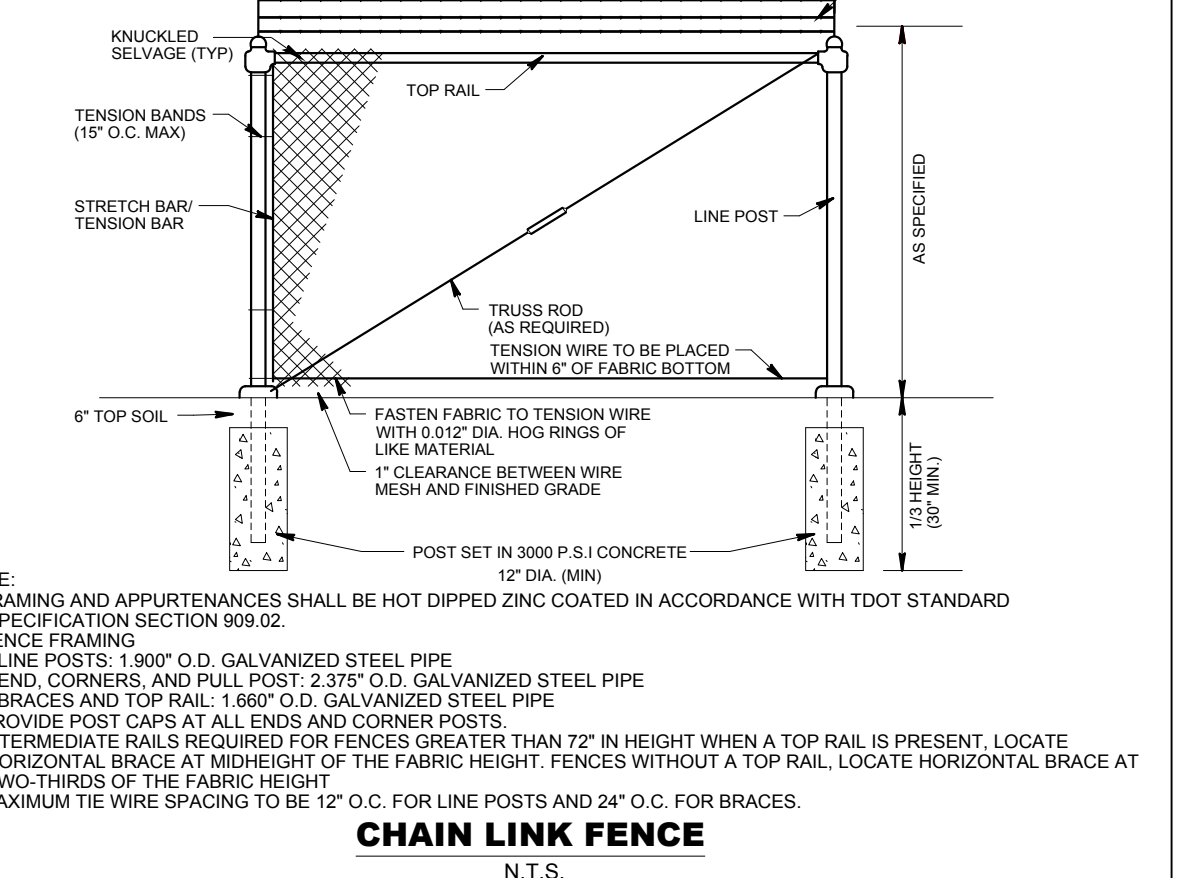 KNUCKLED
SELVAGE (TYP)
TOP RAIL
TENSION BANDS
(15" O.C. MAX)
STRETCH BAR/
TENSION BAR
LINE POST
AS SPECIFIED
TRUSS ROD
(AS REQUIRED)
TENSION WIRE TO BE PLACED
WITHIN 6" OF FABRIC BOTTOM
6" TOP SOIL
FASTEN FABRIC TO TENSION WIRE
WITH 0.012" DIA. HOG RINGS OF
LIKE MATERIAL
1" CLEARANCE BETWEEN WIRE
MESH AND FINISHED GRADE
1/3 HEIGHT
(30" MIN.)
POST SET IN 3000 P.S.I CONCRETE
12" DIA. (MIN)
E:
RAMING AND APPURTENANCES SHALL BE HOT DIPPED ZINC COATED IN ACCORDANCE WITH TDOT STANDARD
PECIFICATION SECTION 909.02.
ENCE FRAMING
LINE POSTS: 1.900" O.D. GALVANIZED STEEL PIPE
END, CORNERS, AND PULL POST: 2.375" O.D. GALVANIZED STEEL PIPE
BRACES AND TOP RAIL: 1.660" O.D. GALVANIZED STEEL PIPE
ROVIDE POST CAPS AT ALL ENDS AND CORNER POSTS.
TERMEDIATE RAILS REQUIRED FOR FENCES GREATER THAN 72" IN HEIGHT WHEN A TOP RAIL IS PRESENT, LOCATE
ORIZONTAL BRACE AT MIDHEIGHT OF THE FABRIC HEIGHT. FENCES WITHOUT A TOP RAIL, LOCATE HORIZONTAL BRACE AT
WO-THIRDS OF THE FABRIC HEIGHT
AXIMUM TIE WIRE SPACING TO BE 12" O.C. FOR LINE POSTS AND 24" O.C. FOR BRACES.
CHAIN LINK FENCE
N.T.S.